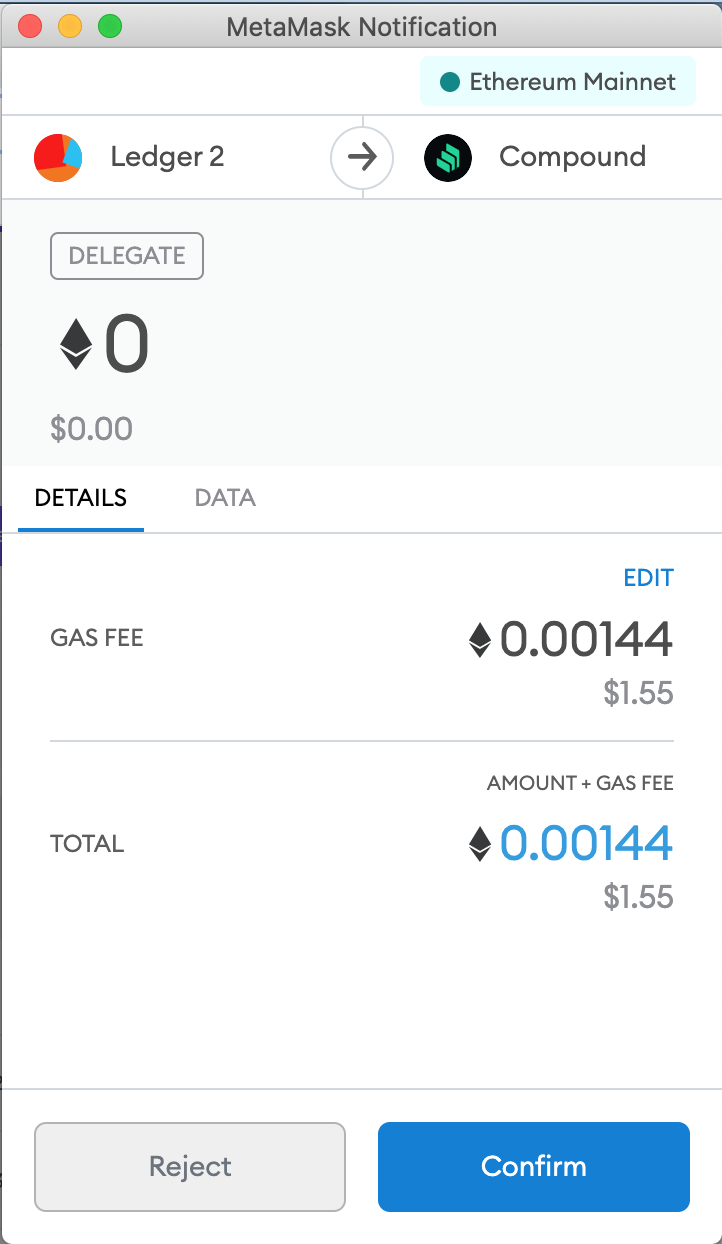 MetaMask Notification
Ethereum Mainnet
Ledger 2
Compound
DELEGATE
0
$0.00
DETAILS DATA
EDIT
GAS FEE 0.00144
$1.55
AMOUNT + GAS FEE
TOTAL 0.00144
$1.55
Reject Confirm